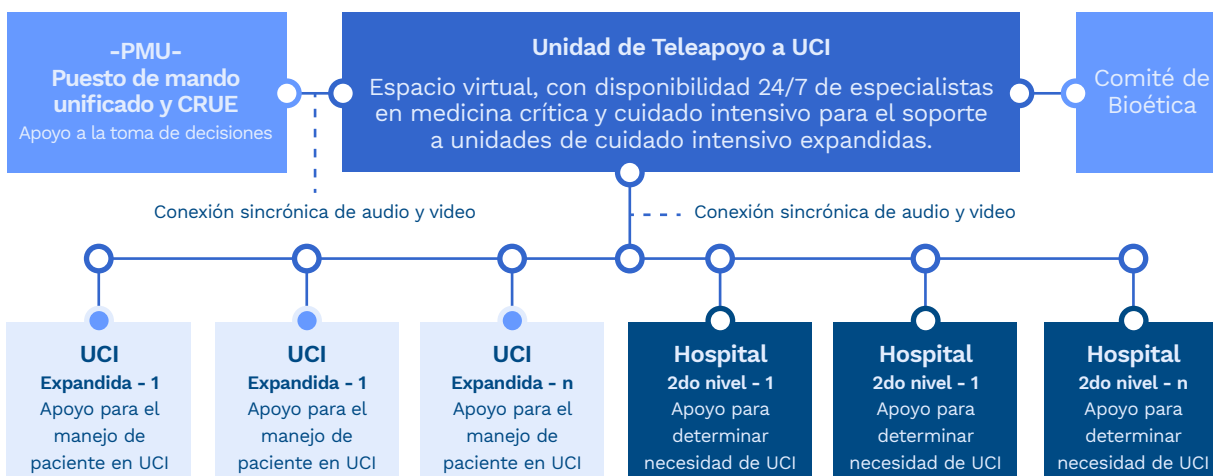 -PMU-
Puesto de mando
unificado y CRUE
Apoyo a la toma de decisiones
Unidad de Teleapoyo a UCI
Espacio virtual, con disponibilidad 24/7 de especialistas
en medicina crítica y cuidado intensivo para el soporte
a unidades de cuidado intensivo expandidas.
Comité de
Bioética
Conexión sincrónica de audio y video
Conexión sincrónica de audio y video
UCI
Expandida - 1
Apoyo para el
manejo de
paciente en UCI
UCI
Expandida - 1
Apoyo para el
manejo de
paciente en UCI
UCI
Expandida - n
Apoyo para el
manejo de
paciente en UCI
Hospital
2do nivel - 1
Apoyo para
determinar
necesidad de UCI
Hospital
2do nivel - 1
Apoyo para
determinar
necesidad de UCI
Hospital
2do nivel - n
Apoyo para
determinar
necesidad de UCI